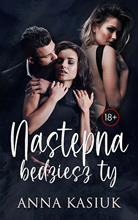 18+
Następna
będziesz ty
ANNA KASIUK